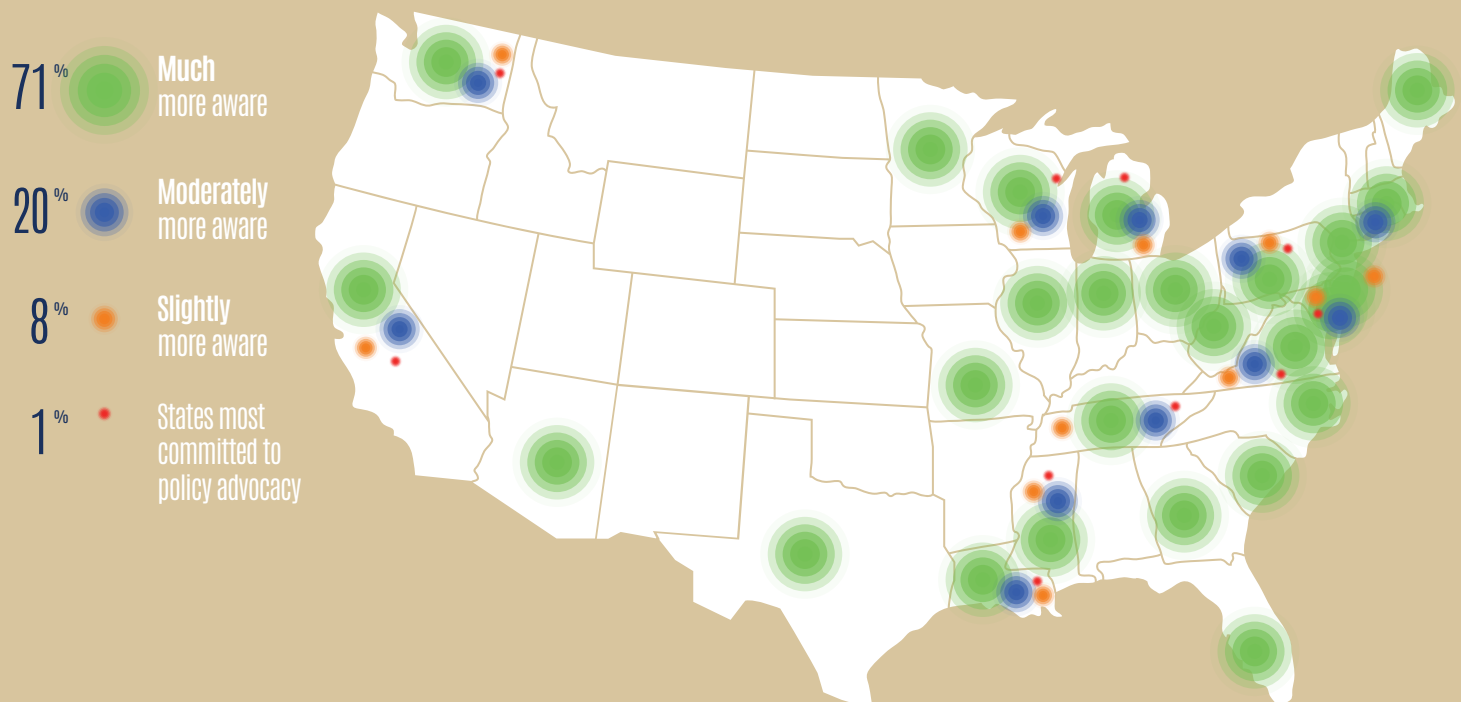 71%
Much
more aware
20%
Moderately
more aware
8%
Slightly
more aware
1%
States most
committed to
policy advocacy